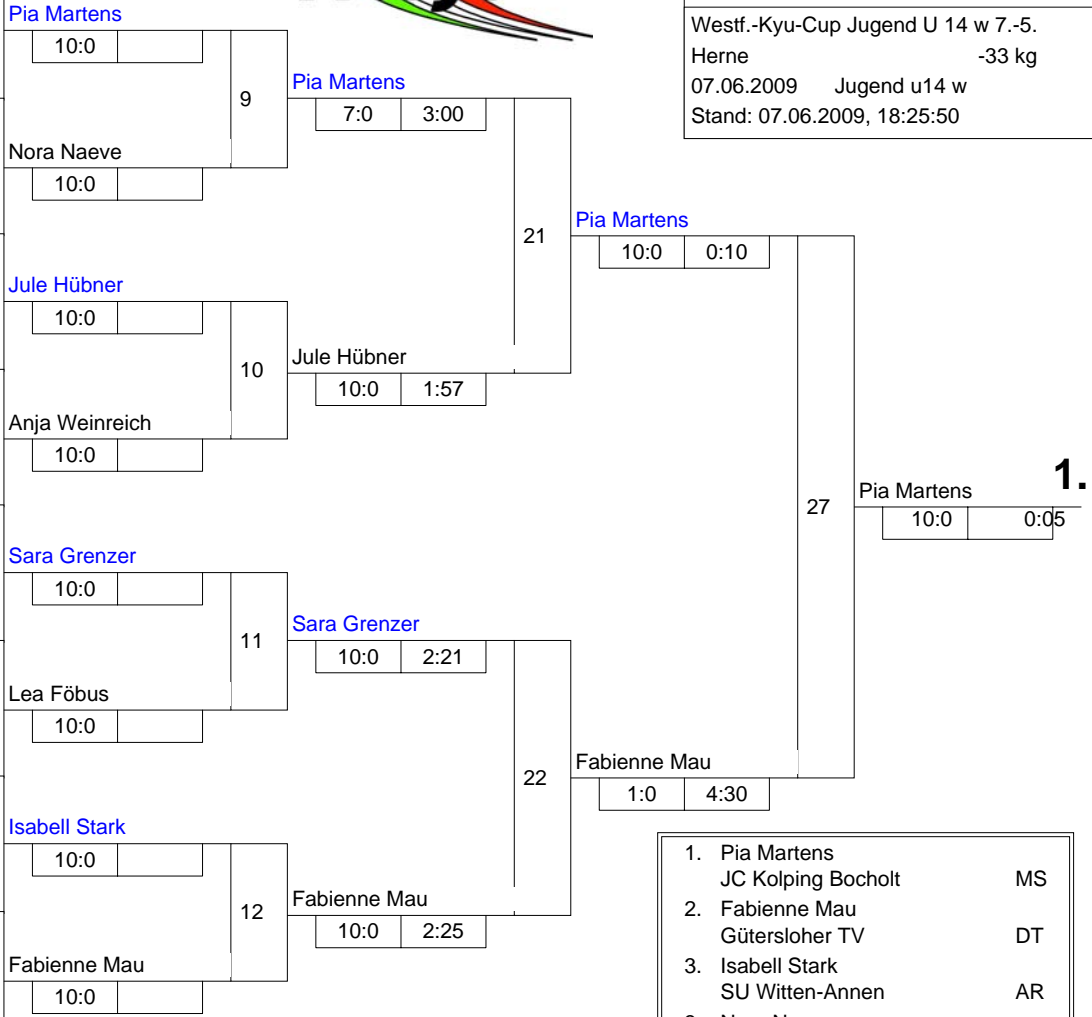 Pia Martens
10:0
Westf.-Kyu-Cup Jugend U 14 w 7.-5.
Herne -33 kg
07.06.2009 Jugend u14 w
Stand: 07.06.2009, 18:25:50
9
Pia Martens
7:0 3:00
Nora Naeve
10:0
21
Pia Martens
10:0 0:10
Jule Hübner
10:0
10
Jule Hübner
10:0 1:57
Anja Weinreich
10:0
27
Pia Martens 1.
10:0 0:05
Sara Grenzer
10:0
11
Sara Grenzer
10:0 2:21
Lea Föbus
10:0
22
Fabienne Mau
1:0 4:30
Isabell Stark
10:0
12
Fabienne Mau
10:0 2:25
Fabienne Mau
10:0
1. Pia Martens
JC Kolping Bocholt MS
2. Fabienne Mau
Gütersloher TV DT
3. Isabell Stark
SU Witten-Annen AR